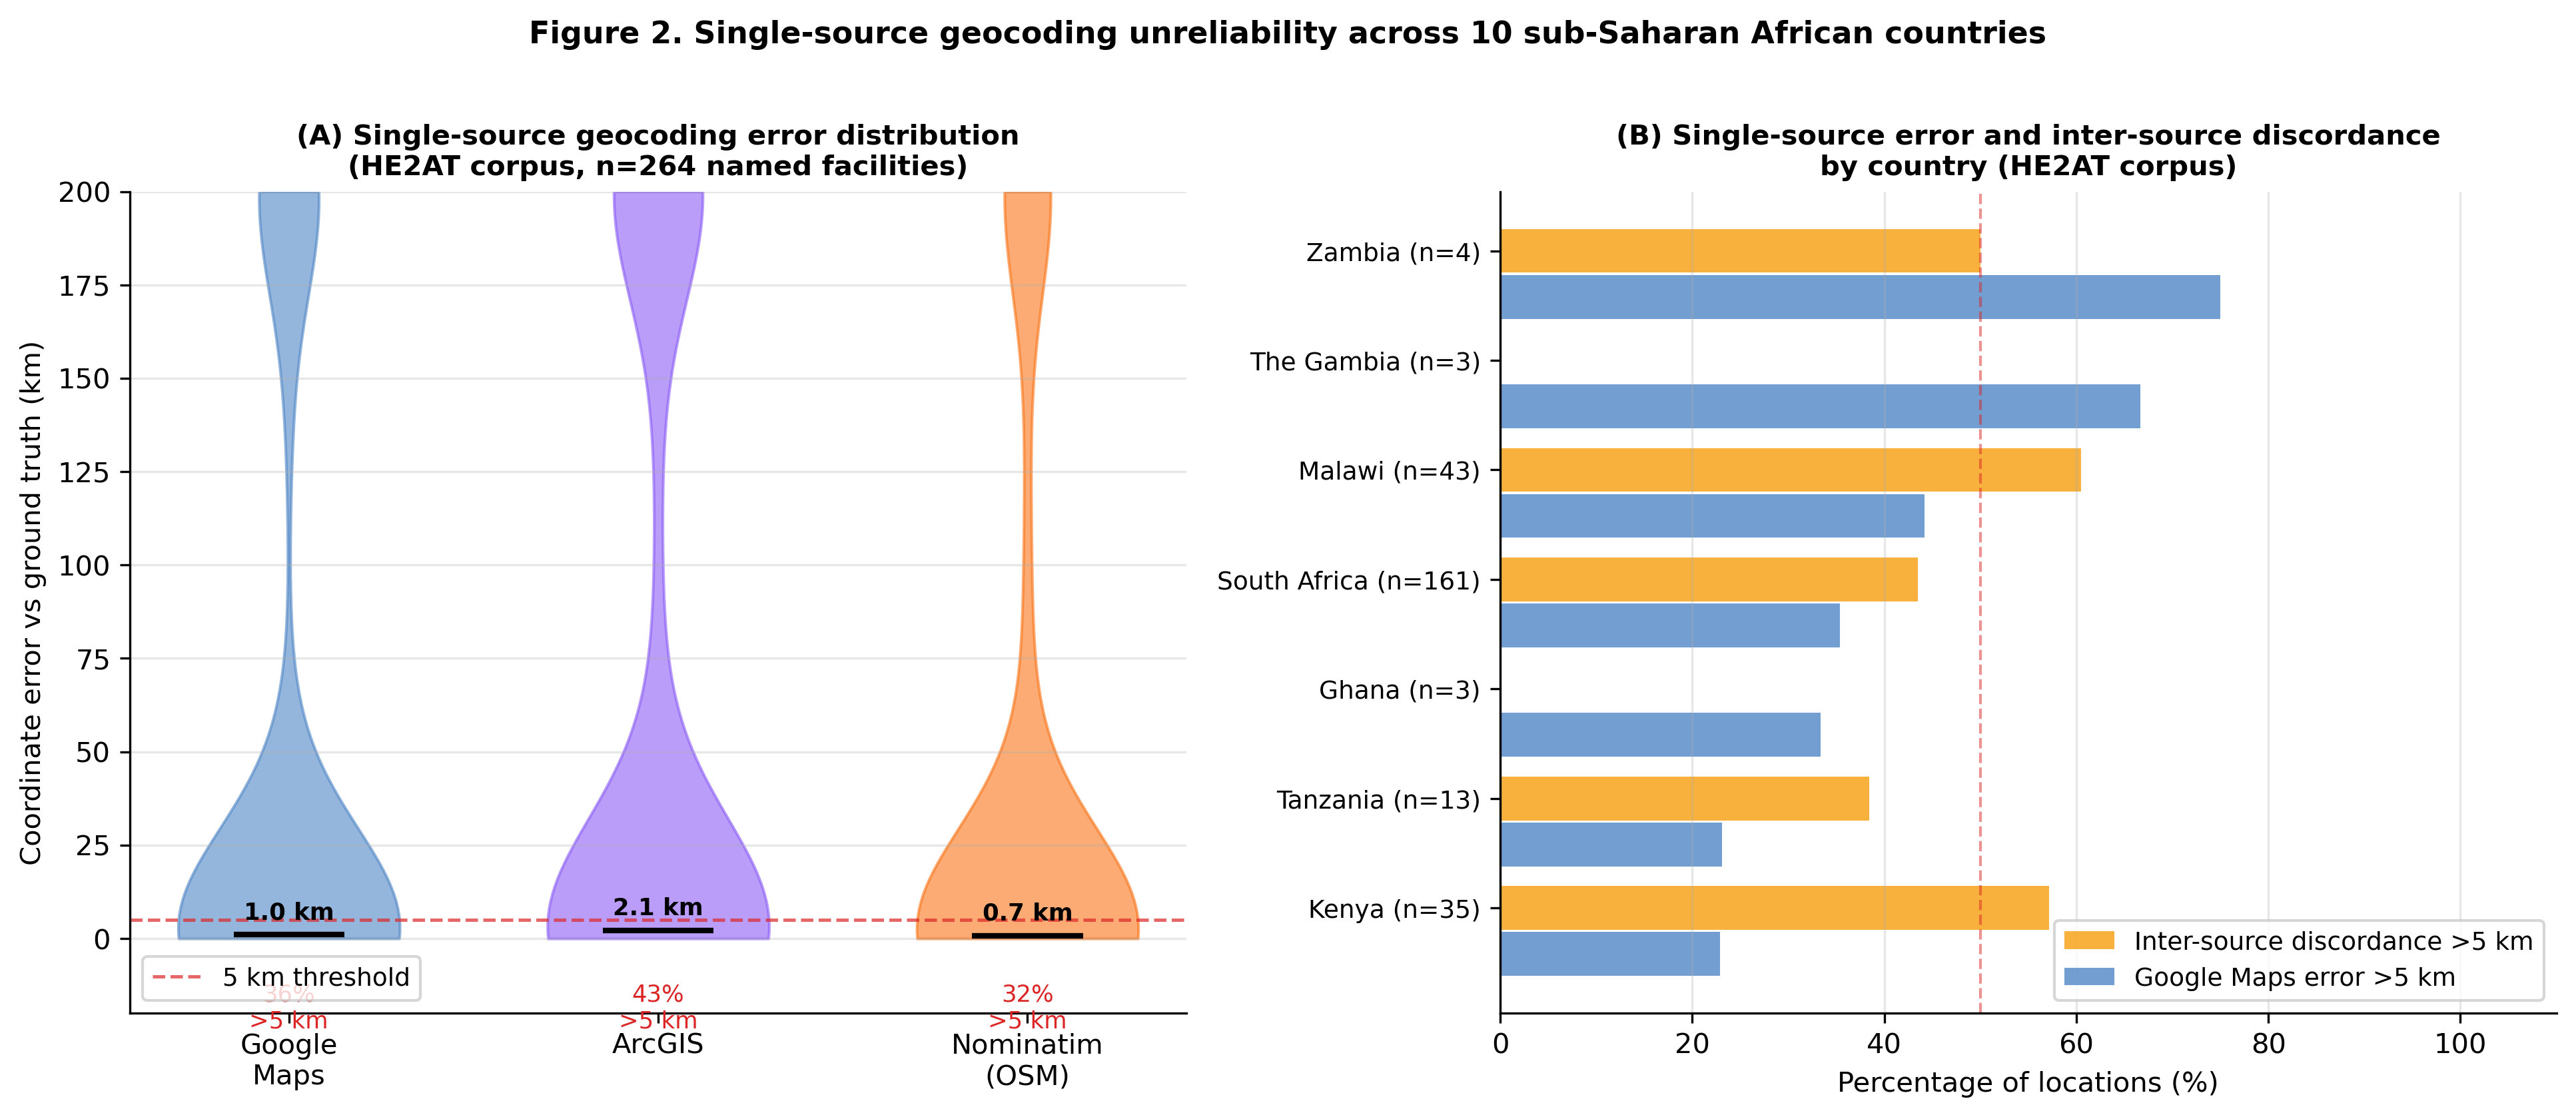 Figure 2. Single-source geocoding unreliability across 10 sub-Saharan African countries
(A) Single-source geocoding error distribution
(HE2AT corpus, n=264 named facilities)
Coordinate error vs ground truth (km)
200
175
150
125
100
75
50
25
0
1.0 km
2.1 km
0.7 km
5 km threshold
36%
>5 km
43%
>5 km
32%
>5 km
Google
Maps
ArcGIS
Nominatim
(OSM)
(B) Single-source error and inter-source discordance
by country (HE2AT corpus)
Zambia (n=4)
The Gambia (n=3)
Malawi (n=43)
South Africa (n=161)
Ghana (n=3)
Tanzania (n=13)
Kenya (n=35)
Inter-source discordance >5 km
Google Maps error >5 km
0
20
40
60
80
100
Percentage of locations (%)